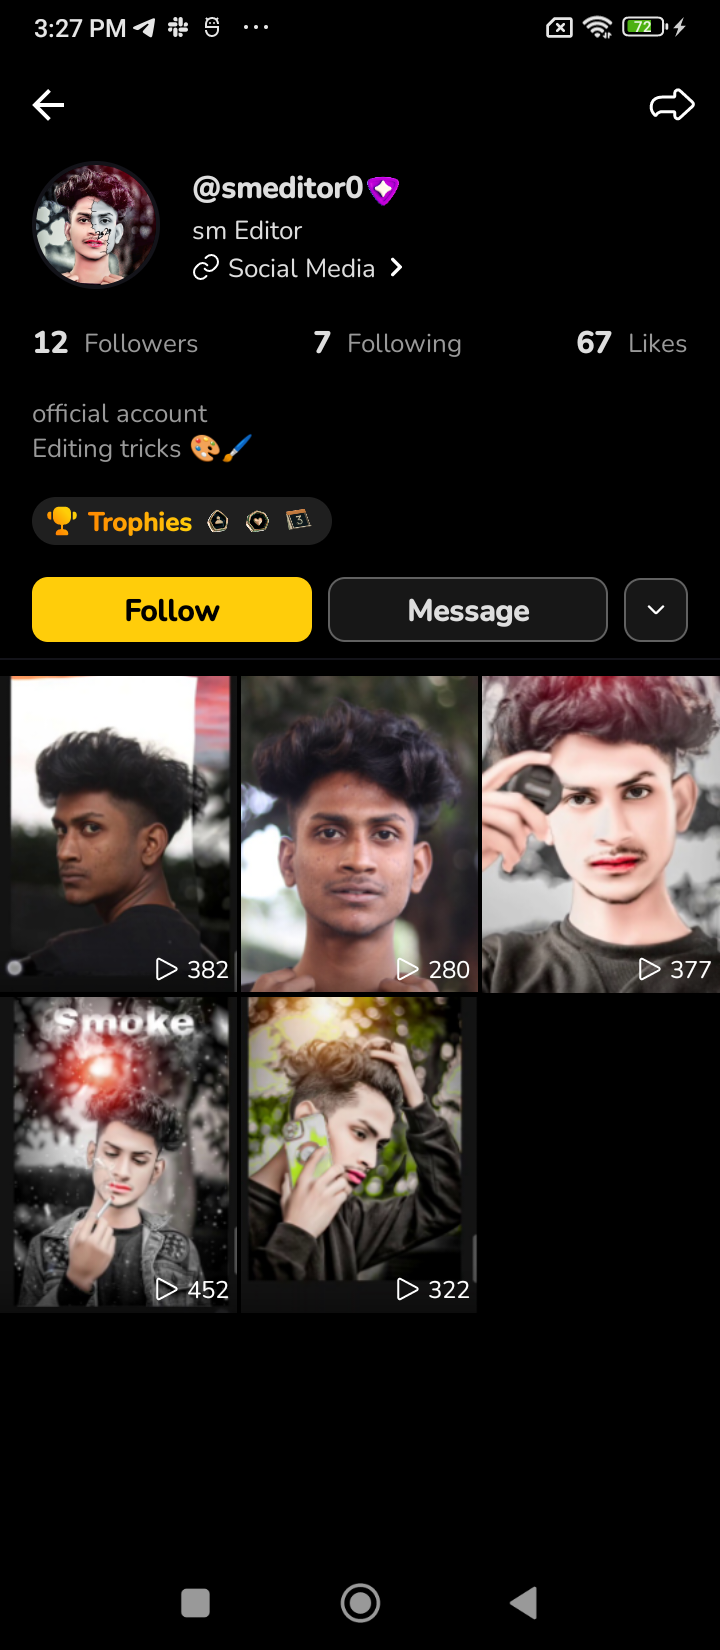 3:27 PM
72
@smeditor0
sm Editor
Social Media
12 Followers 7 Following 67 Likes
official account
Editing tricks 🎨🖌️
Trophies 3
Follow Message
382 280 377
Smoke
452 322